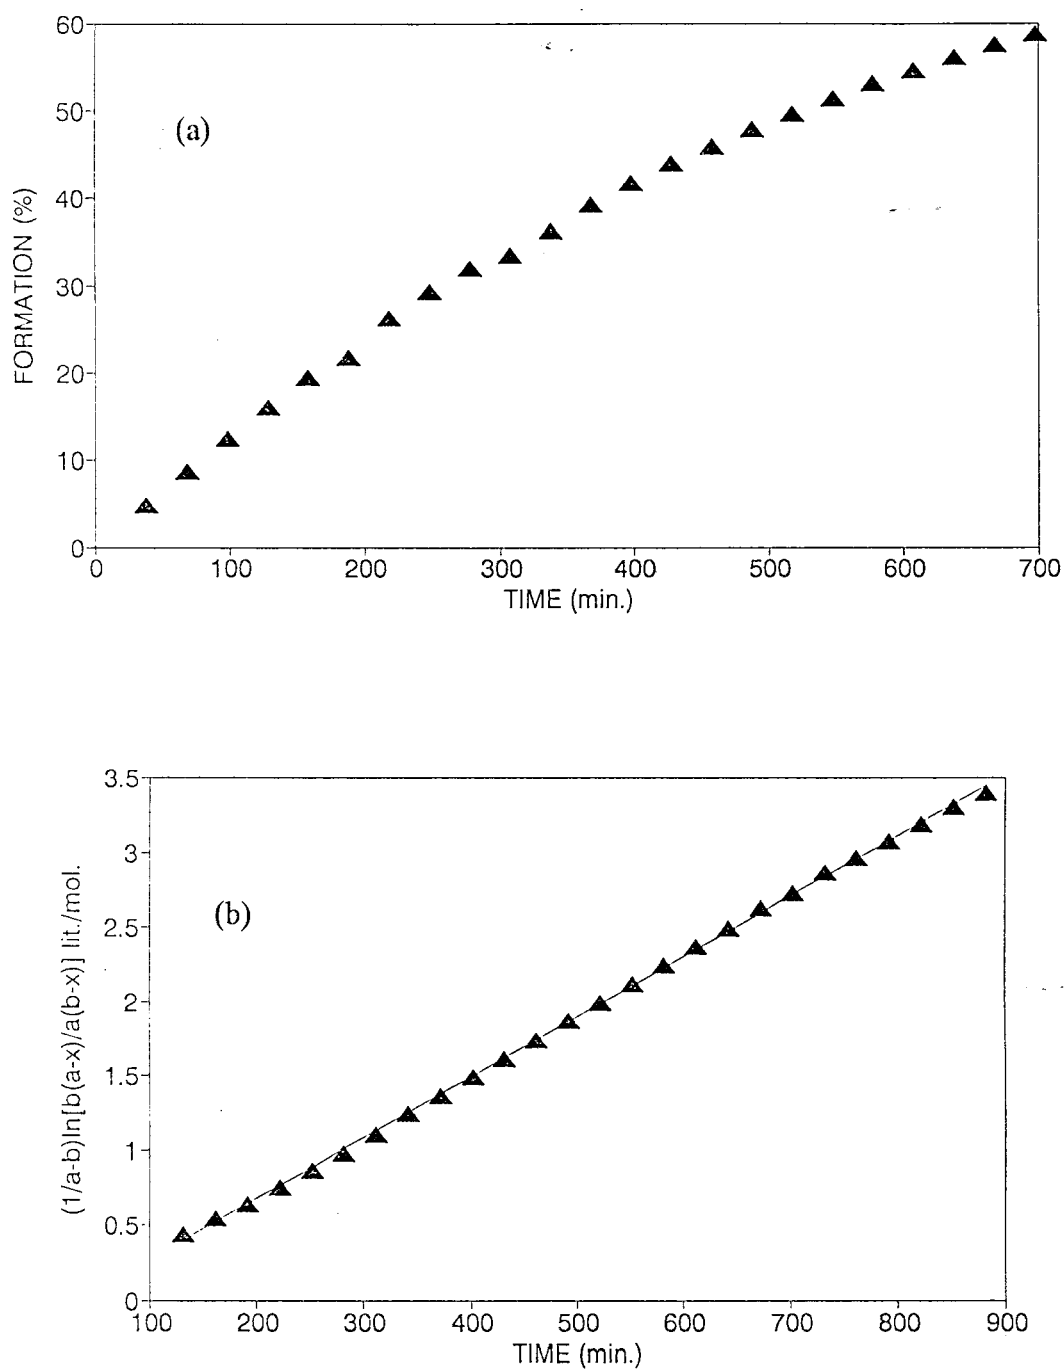 60
50
40
30
20
10
0
FORMATION (%)
(a)
0 100 200 300 400 500 600 700
TIME (min.)
3.5
3
2.5
2
1.5
1
0.5
0
(1/a-b)ln[b(a-x)/a(b-x)] lit./mol.
(b)
100 200 300 400 500 600 700 800 900
TIME (min.)